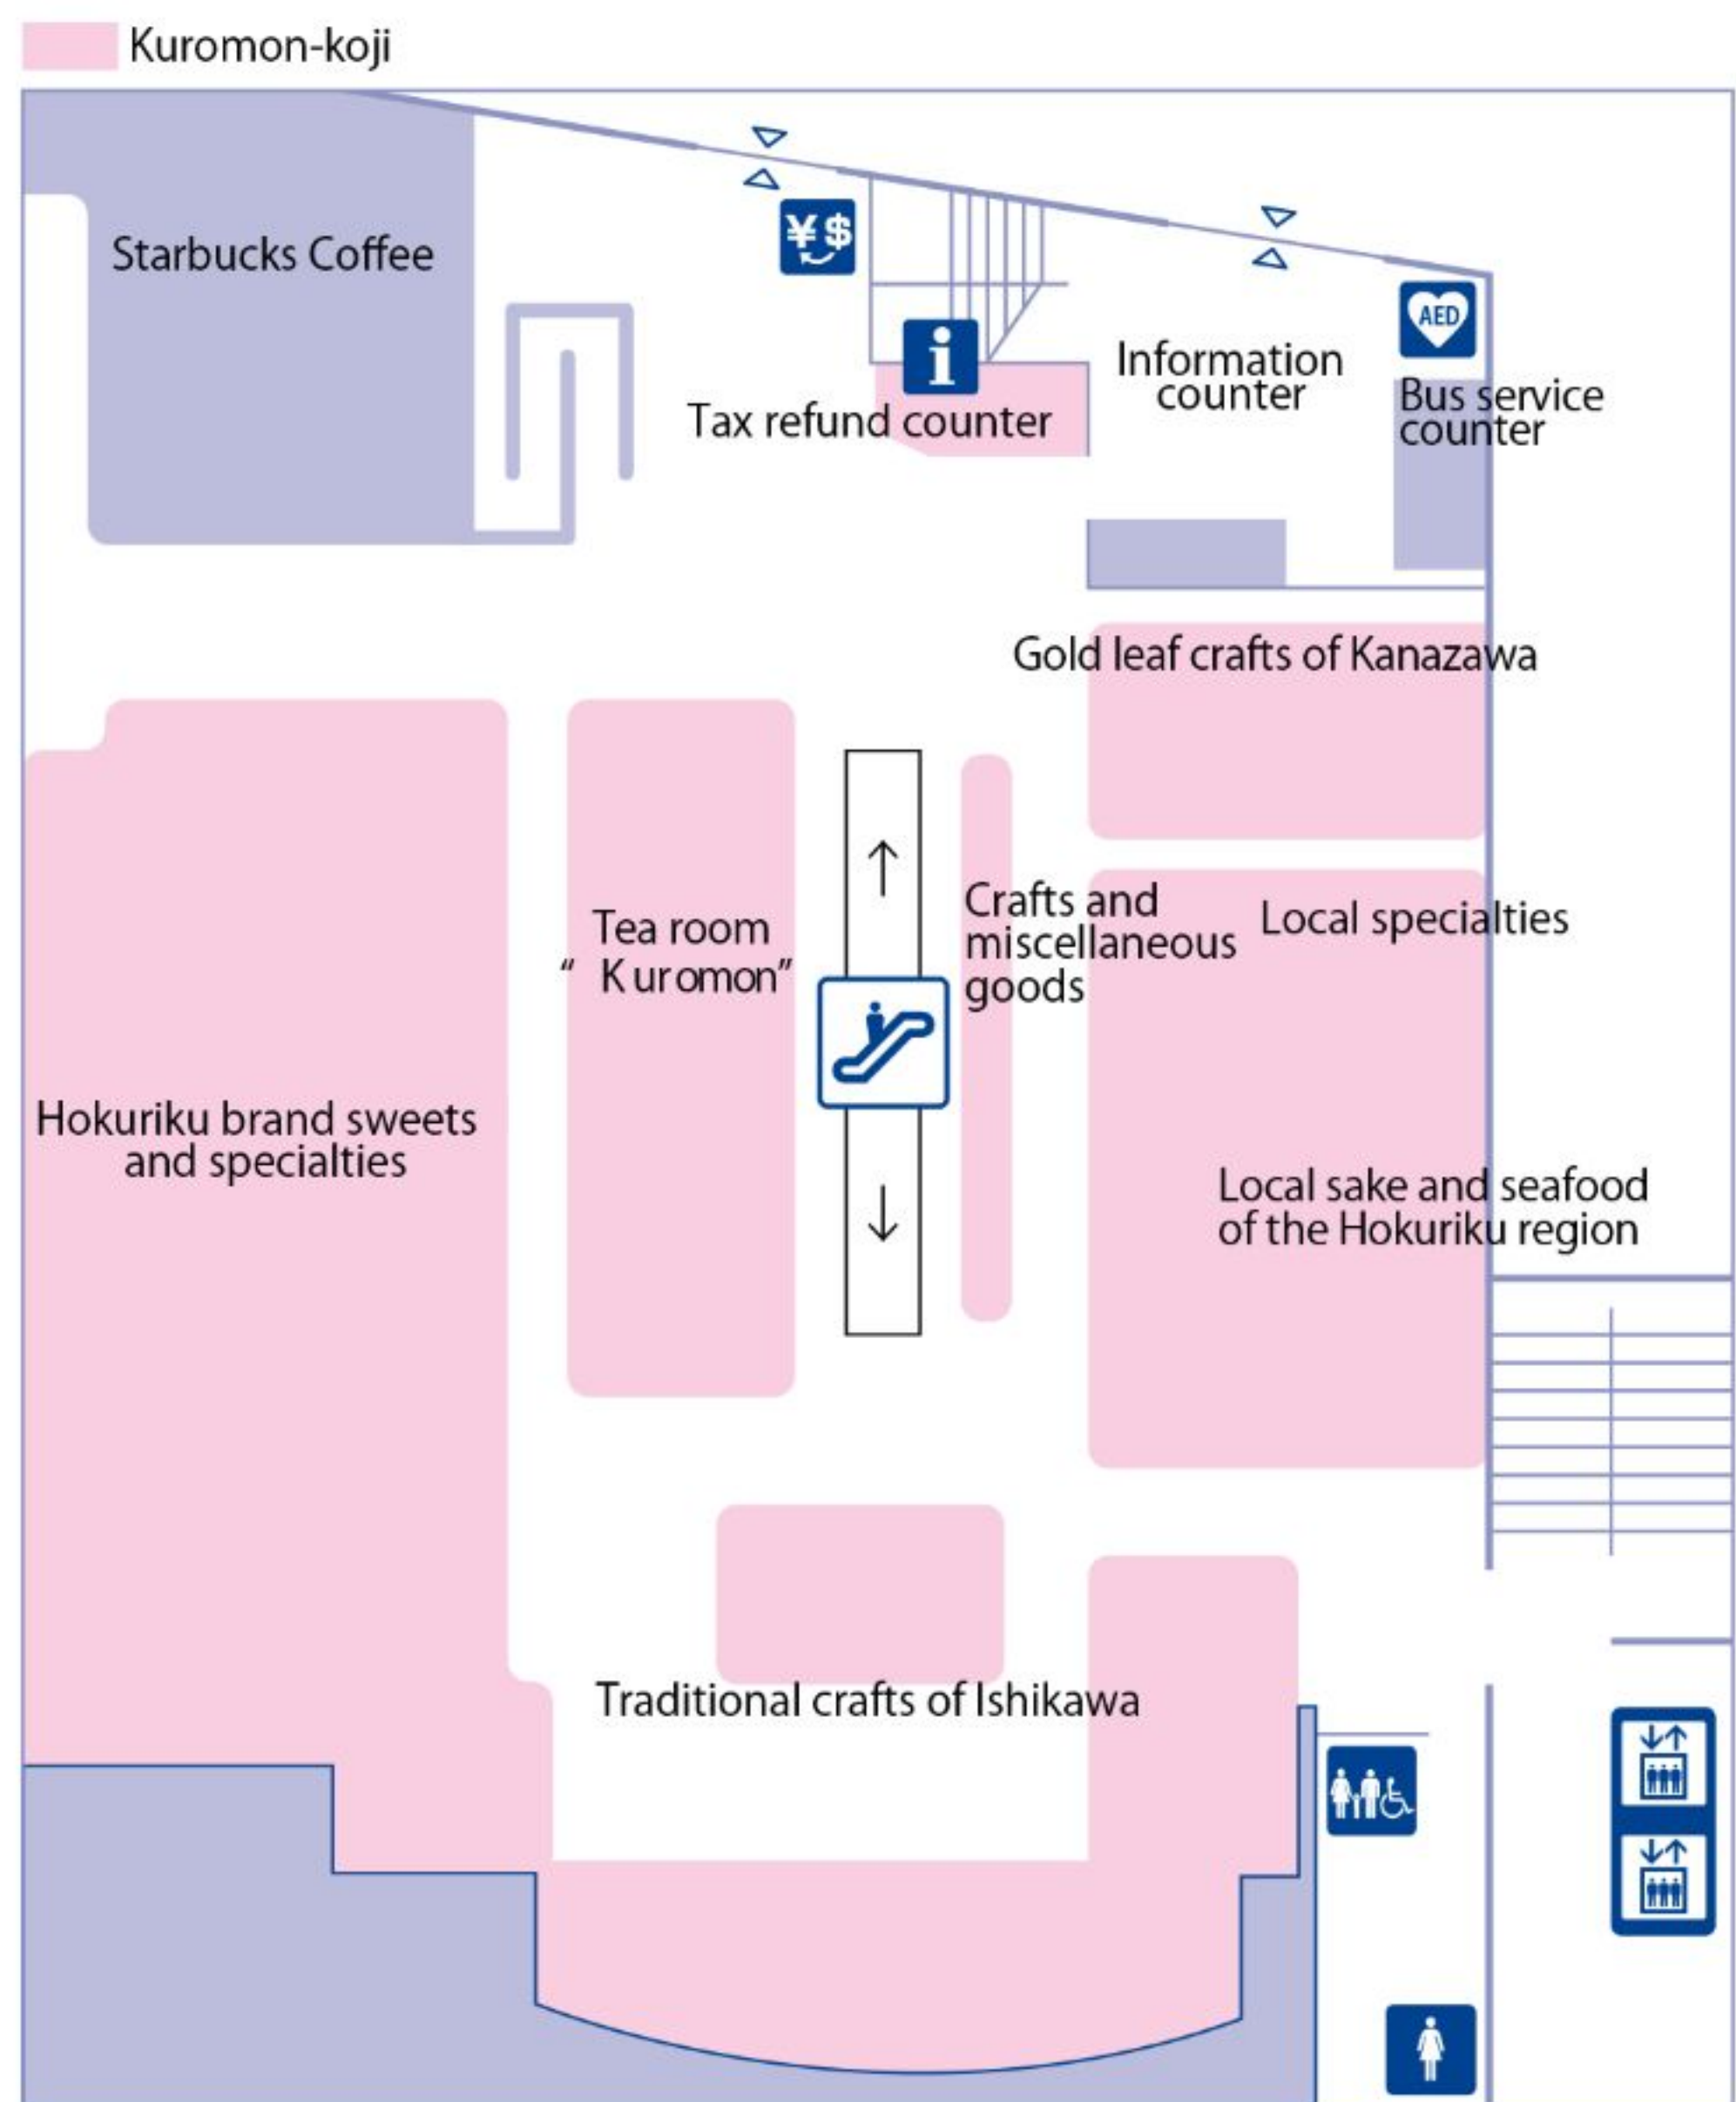 Kuromon-koji
Starbucks Coffee
¥ $
i
Tax refund counter
Information
counter
AED
Bus service
counter
Gold leaf crafts of Kanazawa
Tea room
“ Kuromon”
Crafts and
miscellaneous
goods
Local specialties
Hokuriku brand sweets
and specialties
Local sake and seafood
of the Hokuriku region
Traditional crafts of Ishikawa